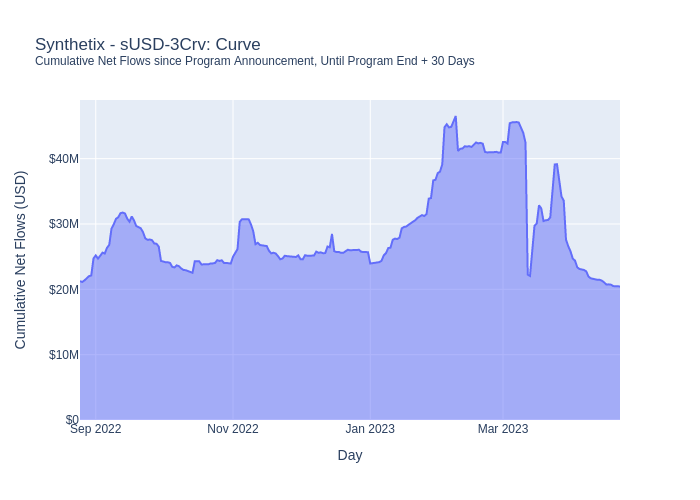 Synthetix - sUSD-3Crv: Curve
Cumulative Net Flows since Program Announcement, Until Program End + 30 Days
Cumulative Net Flows (USD)
$40M
$30M
$20M
$10M
$0
Sep 2022
Nov 2022
Jan 2023
Mar 2023
Day